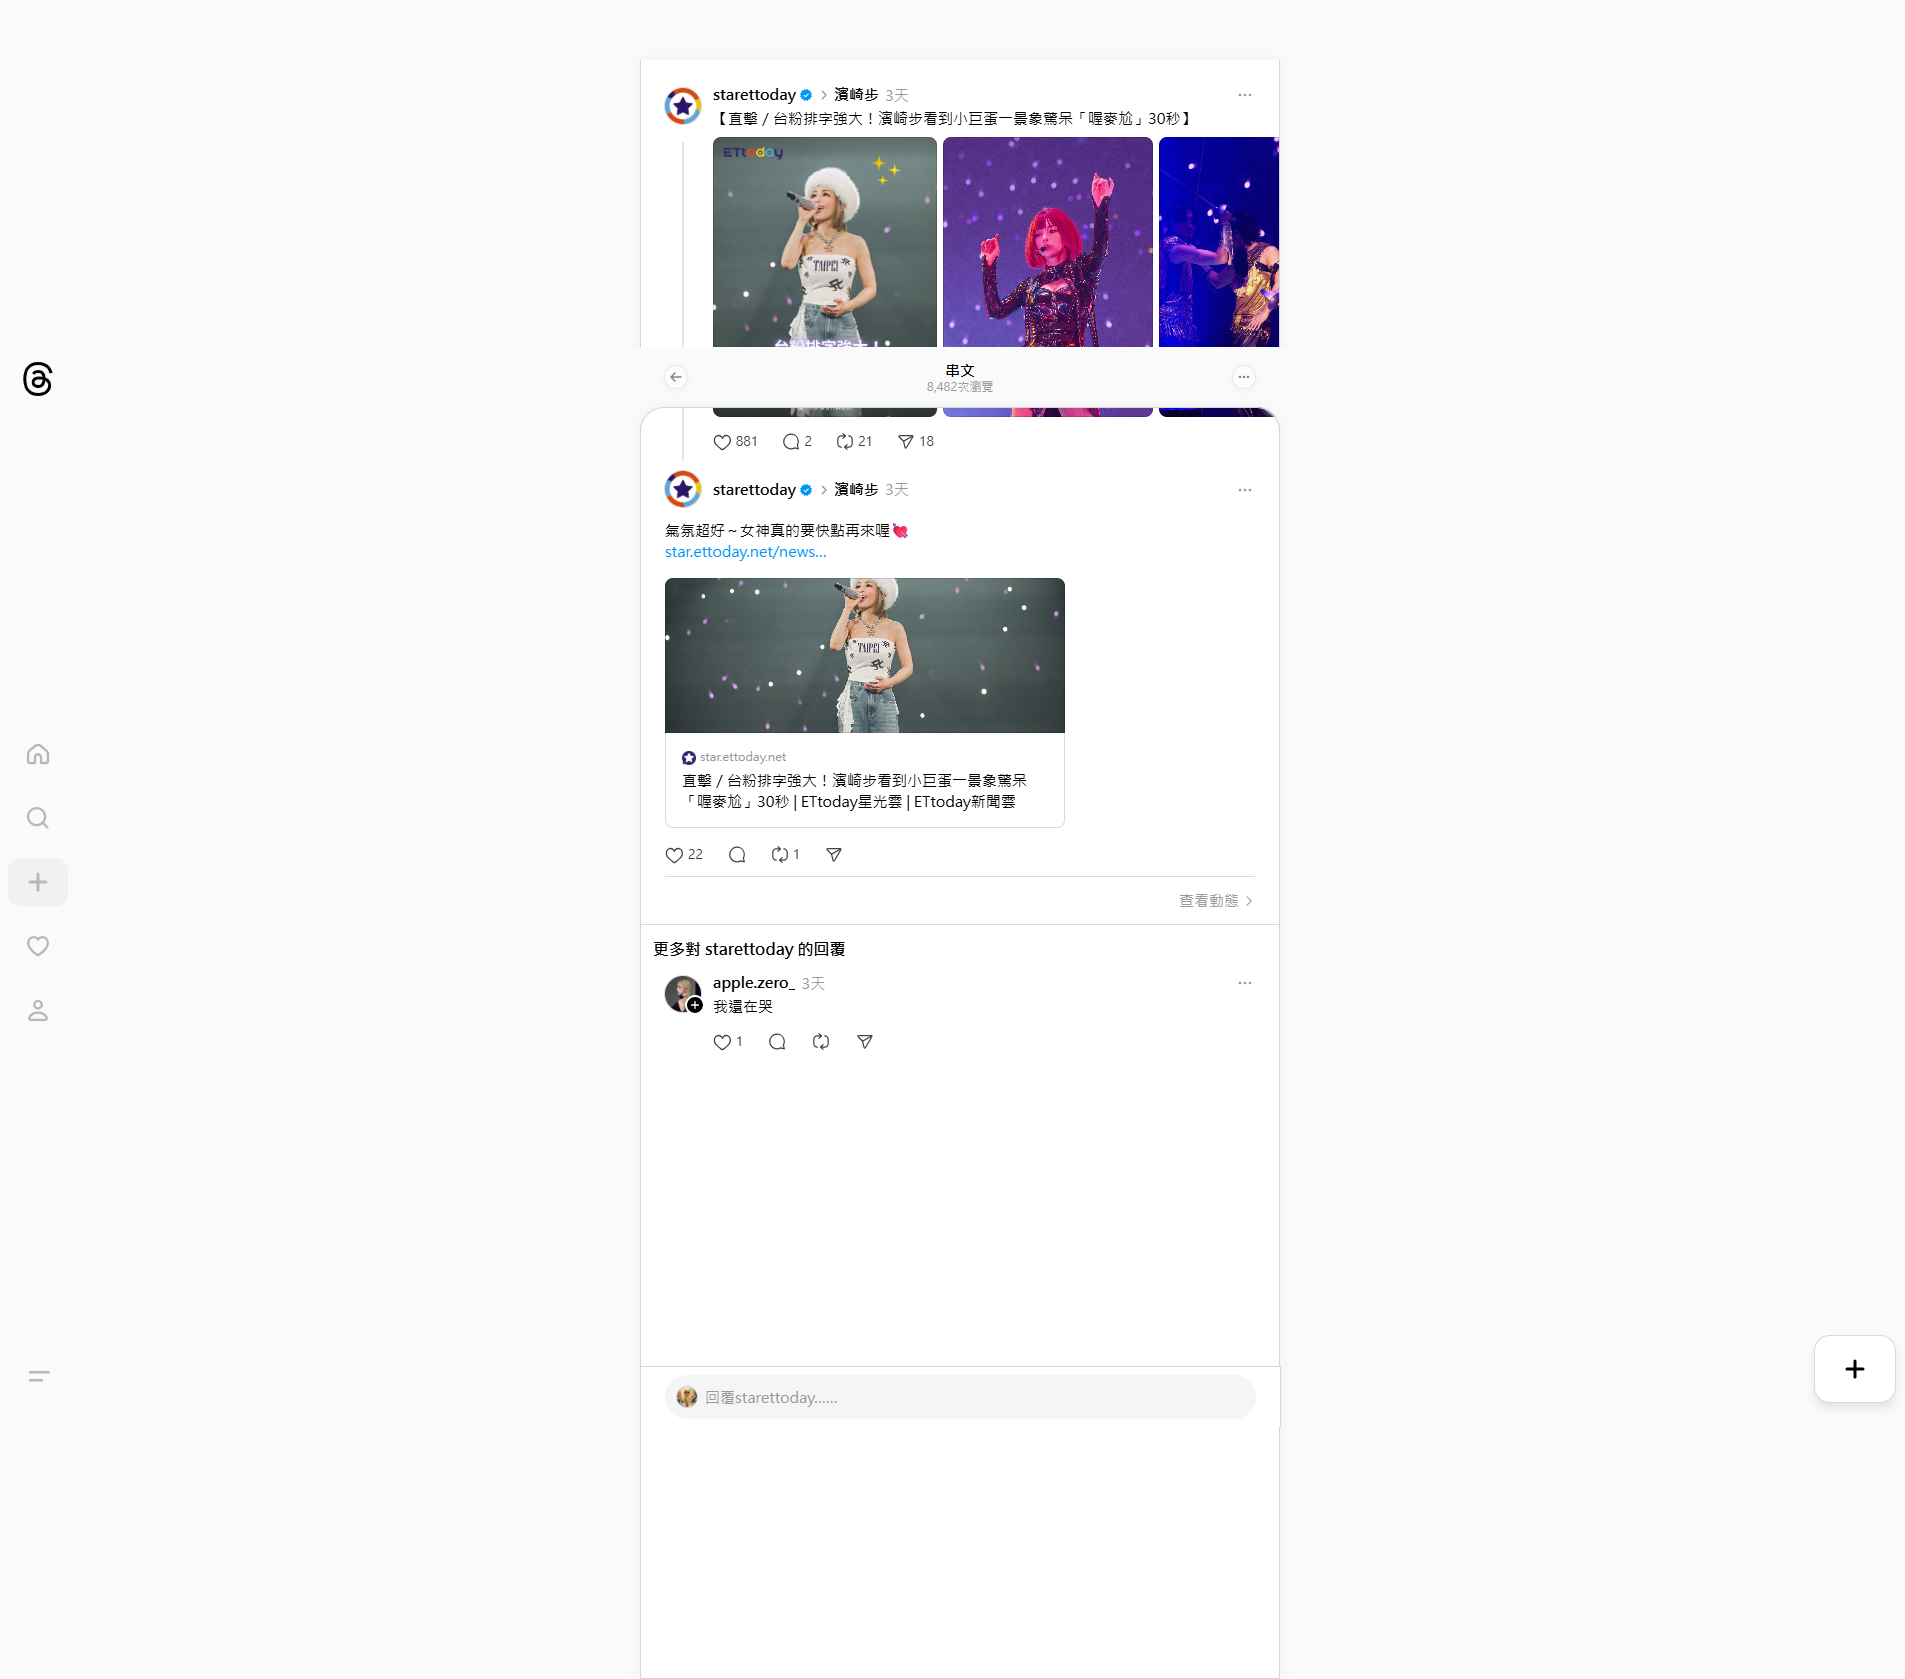 starettoday > 濱崎步 3天
【直擊/台粉排字強大!濱崎步看到小巨蛋一景象驚呆「喔麥尬」30秒】
ETtoday
TAIPEI
台粉排字強大!
串文
8,482次瀏覽
881 2 21 18
starettoday > 濱崎步 3天
氣氛超好~女神真的要快點再來喔💘
star.ettoday.net/news...
TAIPEI
star.ettoday.net
直擊/台粉排字強大!濱崎步看到小巨蛋一景象驚呆
「喔麥尬」30秒 | ETtoday星光雲 | ETtoday新聞雲
22 1
查看動態 >
更多對 starettoday 的回覆
apple.zero_ 3天
我還在哭
1
回覆starettoday......